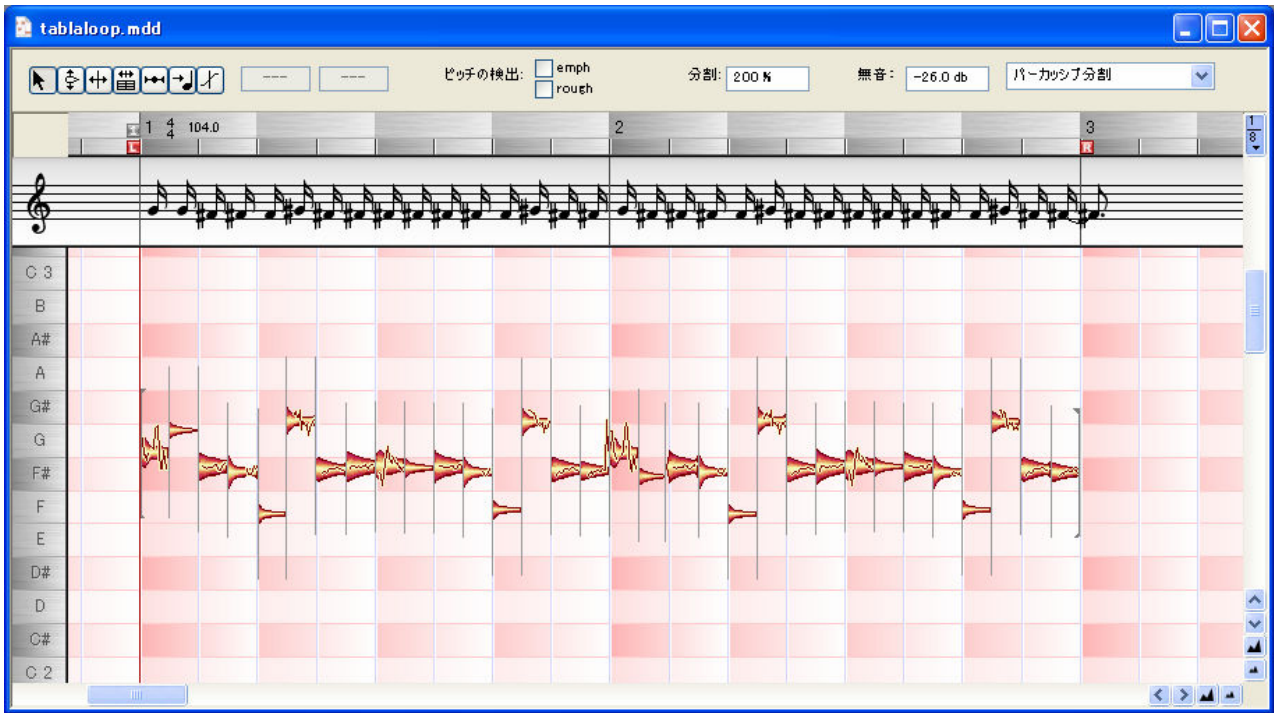 tablaloop.mdd
--- --- ピッチの検出: emph 分割: 200 % 無音: -26.0 db パーカッシブ分割
rough
1 4/4 104.0 2 3 1/8
L R
C 3
B
A#
A
G#
G
F#
F
E
D#
D
C#
C 2